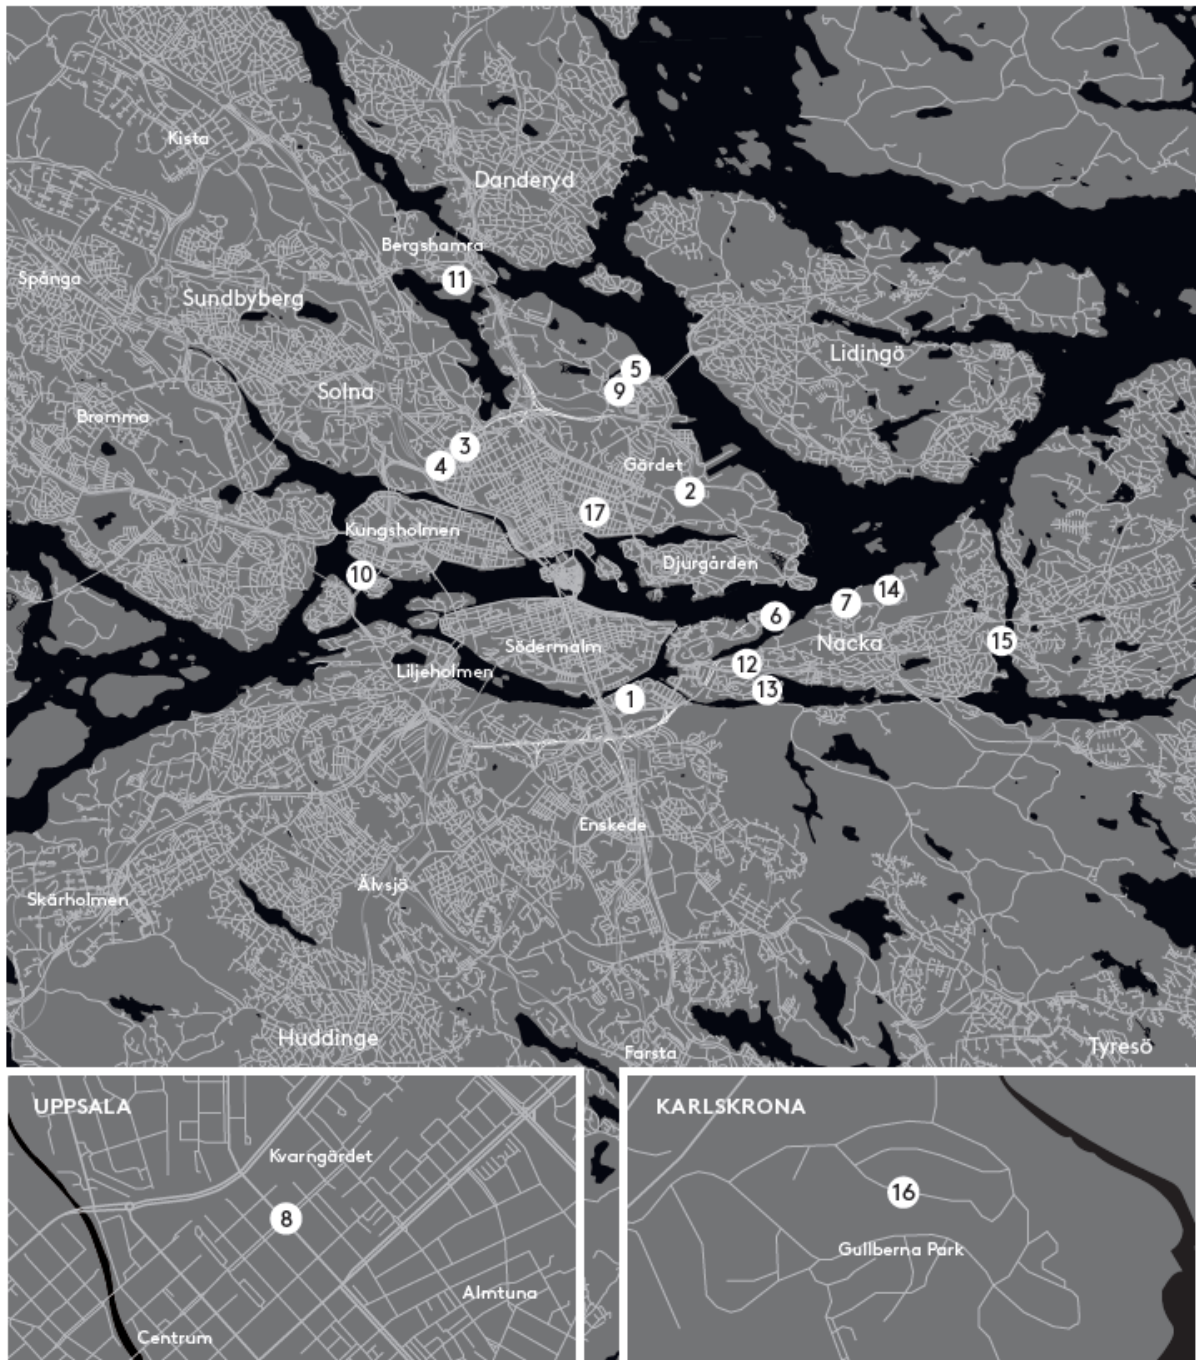 Kista
Danderyd
Bergshamra
11
Spånga
Sundbyberg
Lidingö
5
9
Solna
Bromma
3
4
Gärdet
2
17
Kungsholmen
Djurgården
10
14
7
6
Nacka
15
Södermalm
12
Liljeholmen
13
1
Enskede
Älvsjö
Skärholmen
Huddinge
Farsta
Tyresö
UPPSALA
Kvarngärdet
8
Almtuna
Centrum
KARLSKRONA
16
Gullberna Park